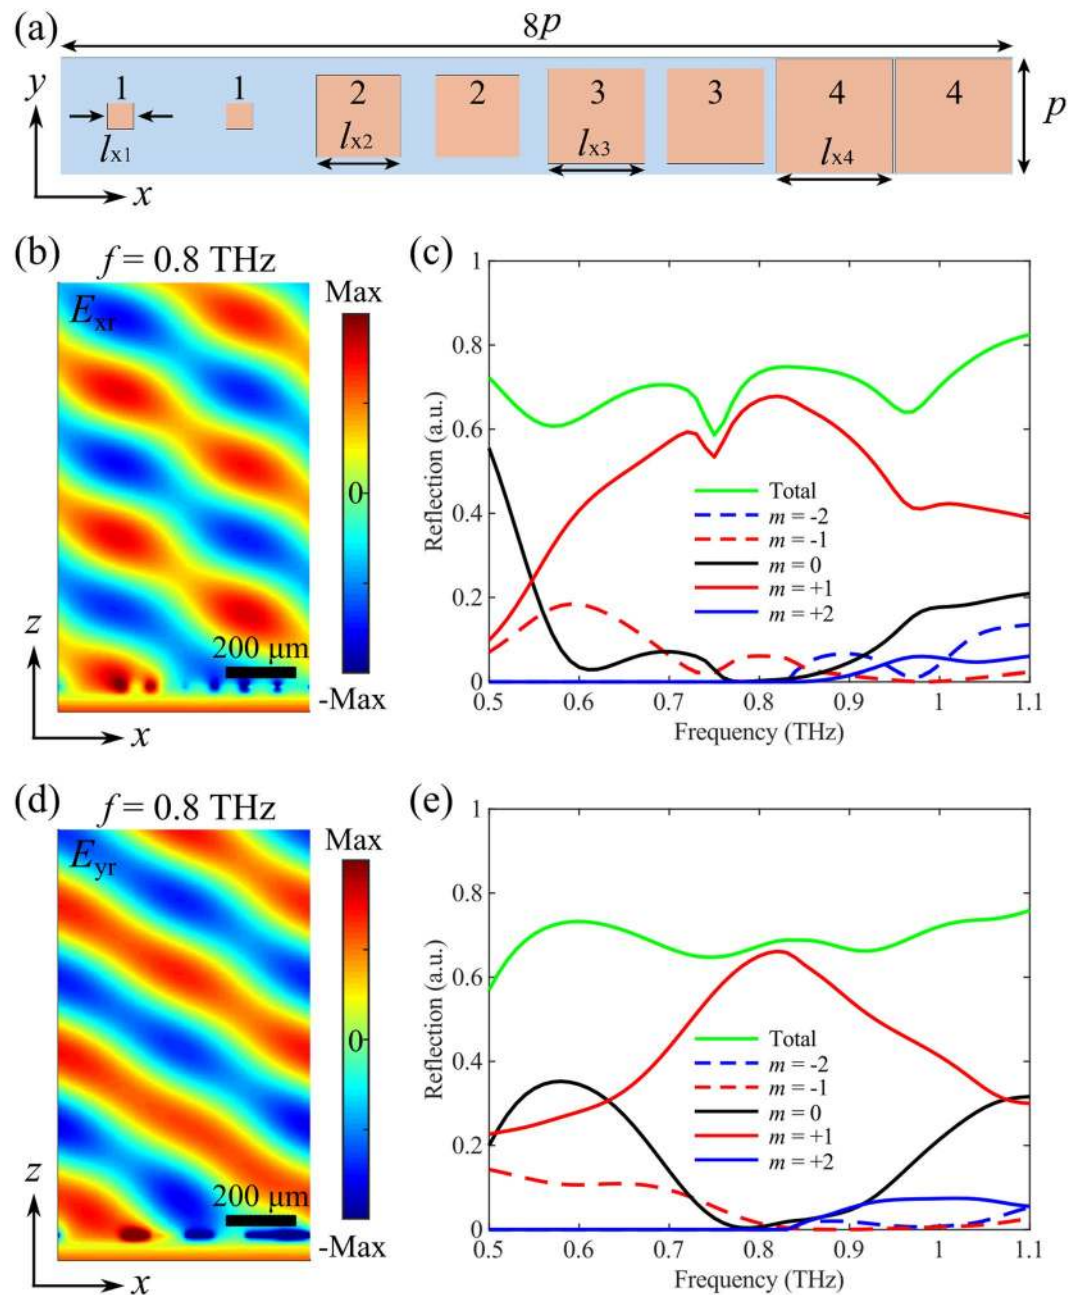 (a)
8p
y
1 1 2 2 3 3 4 4
p
lx1 lx2 lx3 lx4
x
(b)
f = 0.8 THz
Exr
Max
0
-Max
200 μm
z
x
(c)
1
0.8
0.6
0.4
0.2
0
Reflection (a.u.)
Total
m = -2
m = -1
m = 0
m = +1
m = +2
0.5 0.6 0.7 0.8 0.9 1 1.1
Frequency (THz)
(d)
f = 0.8 THz
Eyr
Max
0
-Max
200 μm
z
x
(e)
1
0.8
0.6
0.4
0.2
0
Reflection (a.u.)
Total
m = -2
m = -1
m = 0
m = +1
m = +2
0.5 0.6 0.7 0.8 0.9 1 1.1
Frequency (THz)